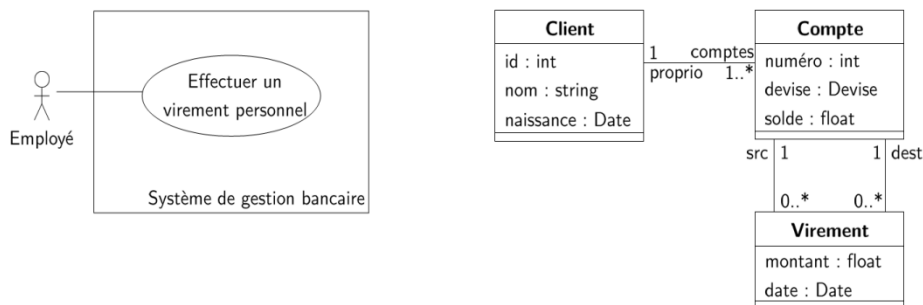 Effectuer un
virement personnel
Employé
Système de gestion bancaire
Client
id : int
nom : string
naissance : Date
1 comptes
proprio 1..*
Compte
numéro : int
devise : Devise
solde : float
src 1 1 dest
0..* 0..*
Virement
montant : float
date : Date